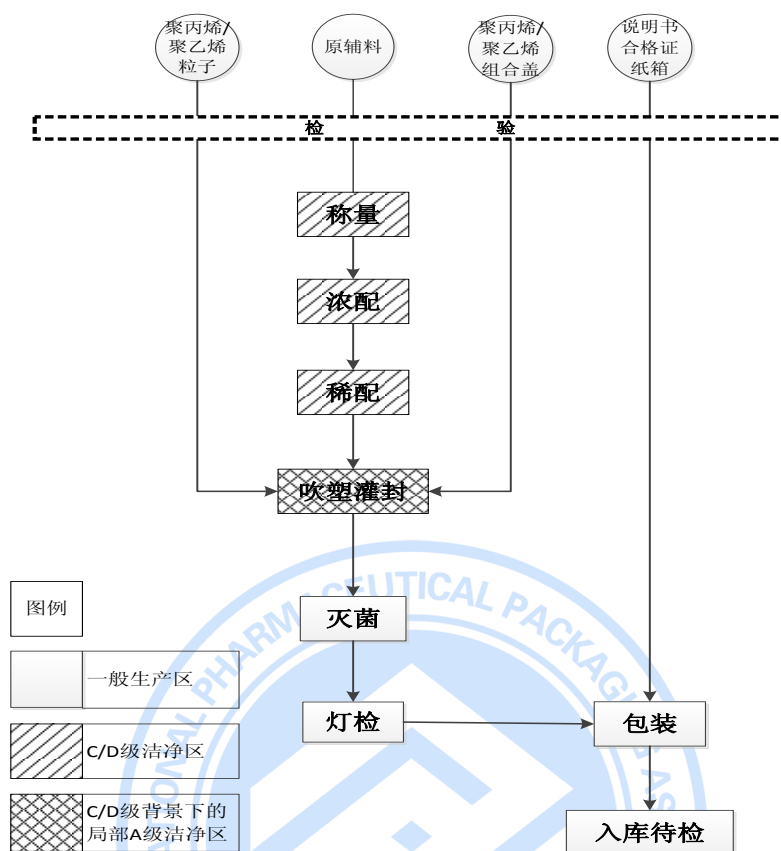 聚丙烯/
聚乙烯
粒子
原辅料
聚丙烯/
聚乙烯
组合盖
说明书
合格证
纸箱
检 验
称量
浓配
稀配
吹塑灌封
灭菌
灯检
包装
入库待检
图例
一般生产区
C/D级洁净区
C/D级背景下的
局部A级洁净区
PHARMACEUTICAL PACKAGING AS